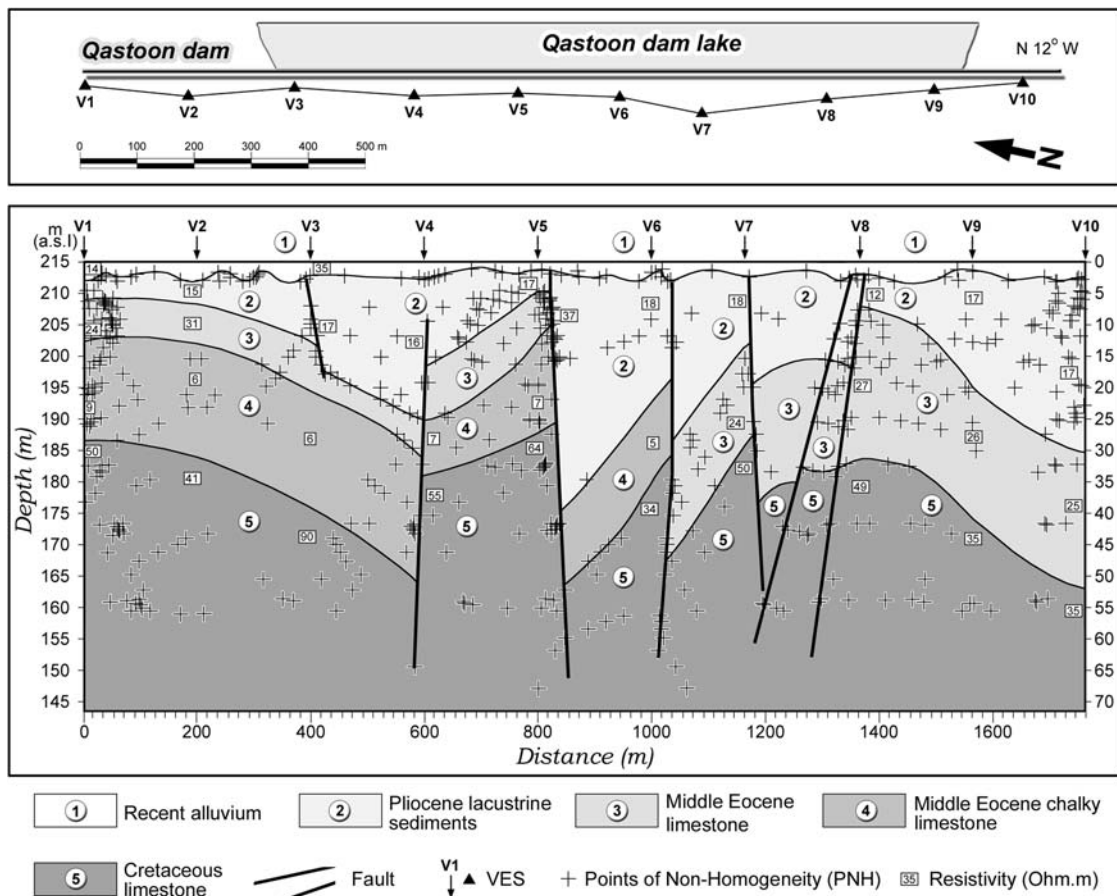 Qastoon dam
Qastoon dam lake
N 12° W
V1 V2 V3 V4 V5 V6 V7 V8 V9 V10
0 100 200 300 400 500 m
N
m
(a.s.l)
V1 V2 V3 V4 V5 V6 V7 V8 V9 V10
1 1 1
215 0
210 5
205 10
200 15
195 20
190 25
185 30
180 35
175 40
170 45
165 50
160 55
155 60
150 65
145 70
14 15 35 17 37 18 18 12 17
24 31 17 16 17
9 6 6 7 7 5 24 27 26
50 41 90 55 64 34 50 49 35 25 35
2 2 2 2 2 2
3 3 3 3 3 3
4 4 4
5 5 5 5 5 5 5
Depth (m)
0 200 400 600 800 1000 1200 1400 1600
Distance (m)
1 Recent alluvium
2 Pliocene lacustrine
sediments
3 Middle Eocene
limestone
4 Middle Eocene chalky
limestone
5 Cretaceous
limestone
Fault
V1
VES
Points of Non-Homogeneity (PNH)
35 Resistivity (Ohm.m)